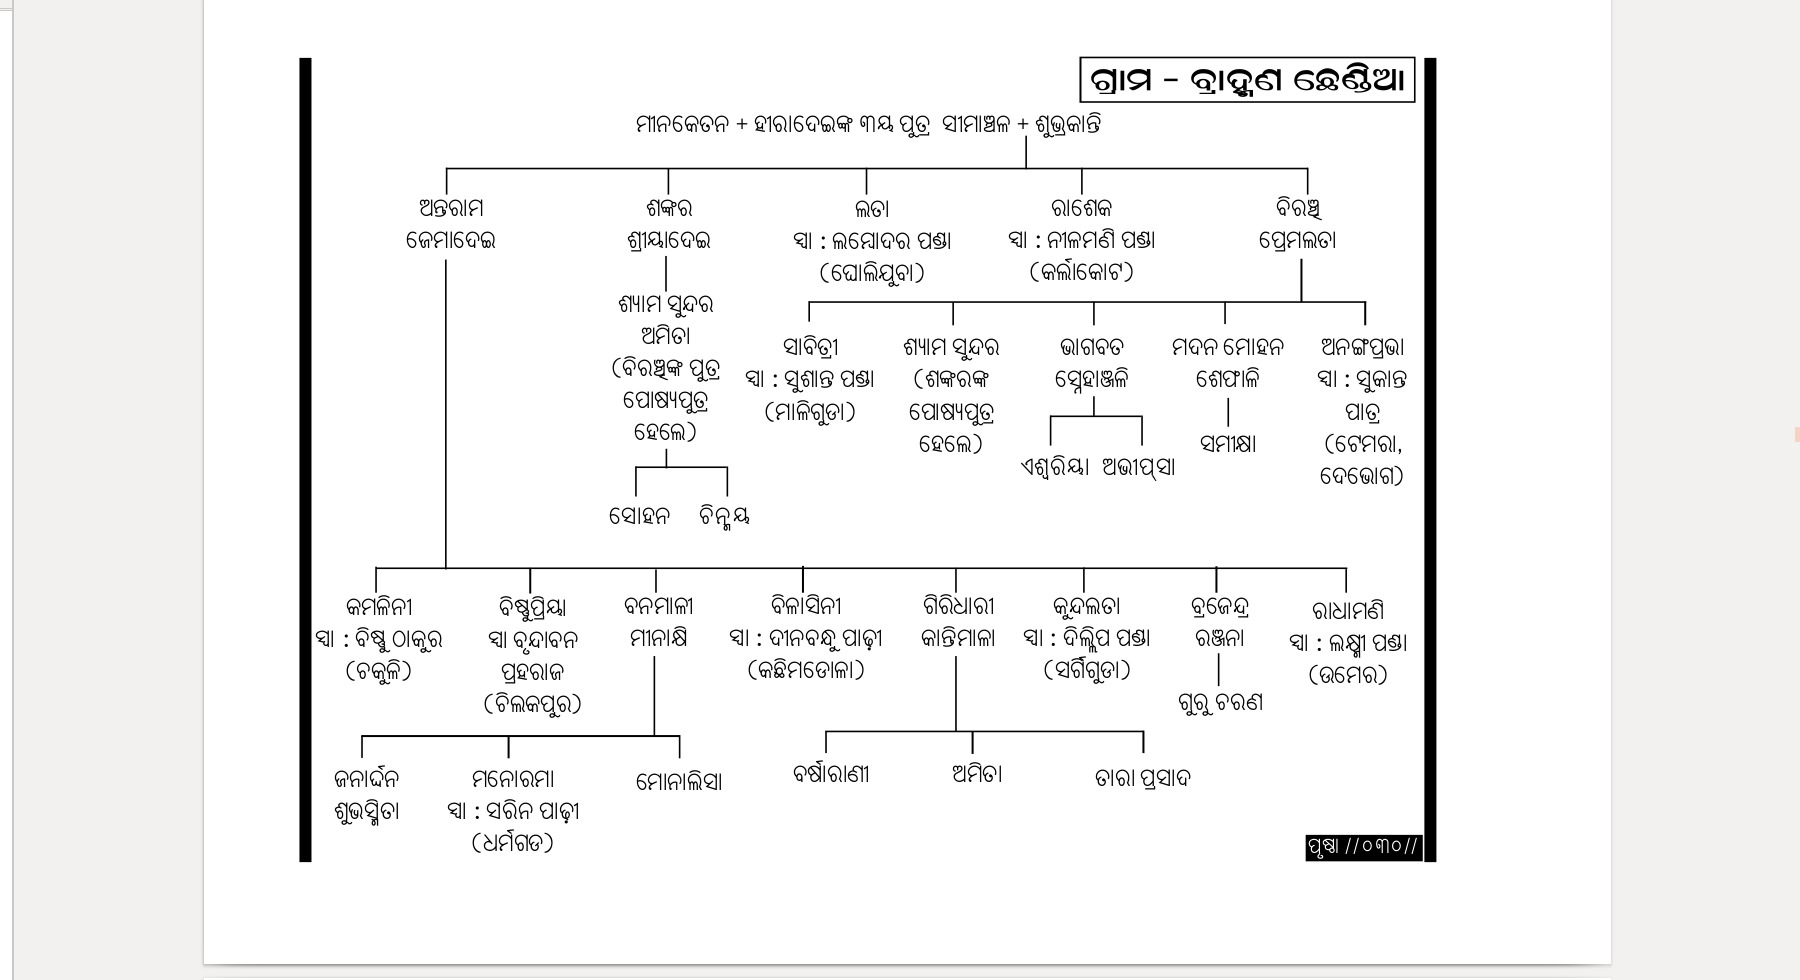 ଗ୍ରାମ - ବ୍ରାହ୍ମଣ ଛେଣ୍ଡିଆ
ମୀନକେତନ + ହୀରାଦେଇଙ୍କ ୩ୟ ପୁତ୍ର ସୀମାଞ୍ଚଳ + ଶୁଭ୍ରକାନ୍ତି
ଅନ୍ତରାମ ଶଙ୍କର ଲତା ରାଶେକ ବିରଞ୍ଚି
ଜେମାଦେଇ ଶ୍ରୀୟାଦେଇ ସ୍ୱା : ଲମ୍ବୋଦର ପଣ୍ଡା ସ୍ୱା : ନୀଳମଣି ପଣ୍ଡା ପ୍ରେମଲତା
(ଘୋଲିଯୁବା) (କର୍ଲାକୋଟ)
ଶ୍ୟାମ ସୁନ୍ଦର
ଅମିତା
(ବିରଞ୍ଚିଙ୍କ ପୁତ୍ର
ପୋଷ୍ୟପୁତ୍ର
ହେଲେ)
ସୋହନ ଚିନ୍ମୟ
ସାବିତ୍ରୀ ଶ୍ୟାମ ସୁନ୍ଦର ଭାଗବତ ମଦନ ମୋହନ ଅନଙ୍ଗପ୍ରଭା
ସ୍ୱା : ସୁଶାନ୍ତ ପଣ୍ଡା (ଶଙ୍କରଙ୍କ ସ୍ନେହାଞ୍ଜଳି ଶେଫାଳି ସ୍ୱା : ସୁକାନ୍ତ
(ମାଳିଗୁଡା) ପୋଷ୍ୟପୁତ୍ର ପାତ୍ର
ହେଲେ) ସମୀକ୍ଷା (ଟେମରା,
ଏଶ୍ୱରିୟା ଅଭୀପ୍‌ସା ଦେଭୋଗ)
କମଳିନୀ ବିଷ୍ଣୁପ୍ରିୟା ବନମାଳୀ ବିଳାସିନୀ ଗିରିଧାରୀ କୁନ୍ଦଲତା ବ୍ରଜେନ୍ଦ୍ର ରାଧାମଣି
ସ୍ୱା : ବିଷ୍ଣୁ ଠାକୁର ସ୍ୱା ବୃନ୍ଦାବନ ମୀନାକ୍ଷି ସ୍ୱା : ଦୀନବନ୍ଧୁ ପାଢ଼ୀ କାନ୍ତିମାଳା ସ୍ୱା : ଦିଲ୍ଲିପ ପଣ୍ଡା ରଞ୍ଜନା ସ୍ୱା : ଲକ୍ଷ୍ମୀ ପଣ୍ଡା
(ଚକୁଳି) ପ୍ରହରାଜ (କଛିମଡୋଲା) (ସର୍ଗିଗୁଡା) (ଉମେର)
(ଚିଲକପୁର) ଗୁରୁ ଚରଣ
ଜନାର୍ଦ୍ଦନ ମନୋରମା ମୋନାଲିସା ବର୍ଷାରାଣୀ ଅମିତା ତାରା ପ୍ରସାଦ
ଶୁଭସ୍ମିତା ସ୍ୱା : ସରିନ ପାଢ଼ୀ
(ଧର୍ମଗଡ)
ପୃଷ୍ଠା //୦୩୦//